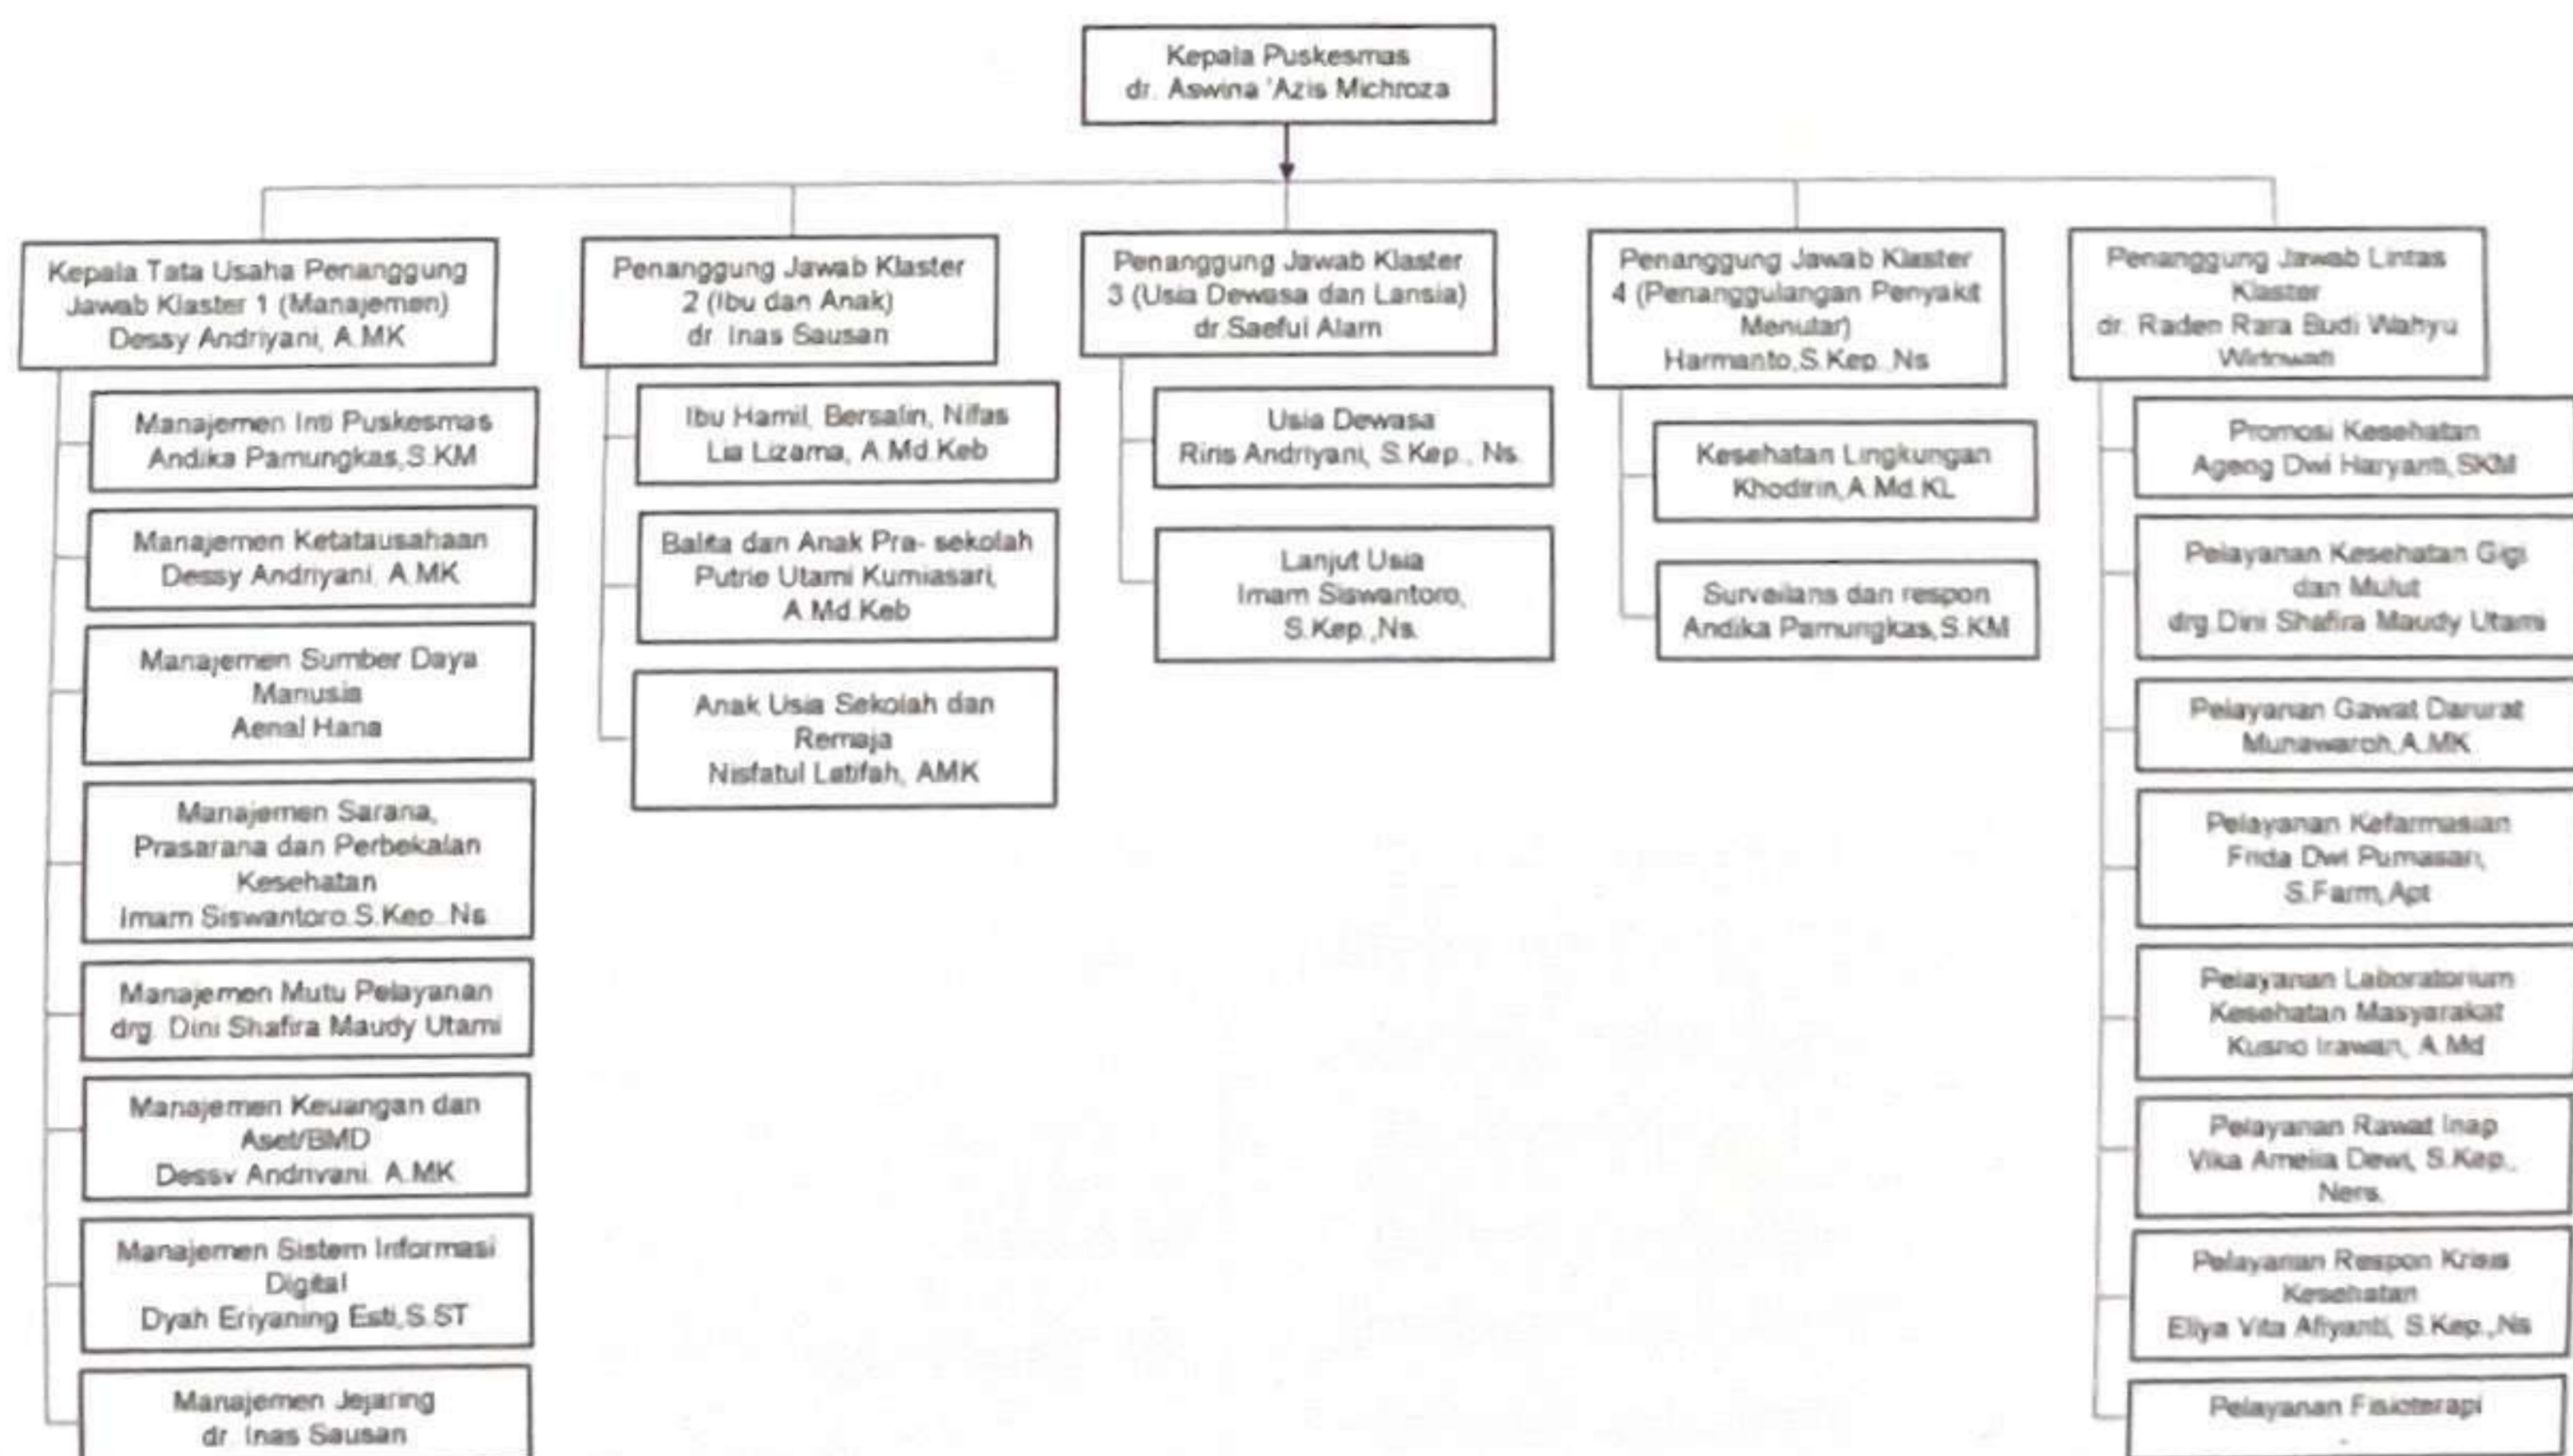 Kepala Puskesmas
dr. Aswina 'Azis Michroza
Kepala Tata Usaha Penanggung
Jawab Klaster 1 (Manajemen)
Dessy Andriyani, A.MK
Manajemen Inti Puskesmas
Andika Pamungkas,S.KM
Manajemen Ketatausahaan
Dessy Andriyani, A.MK
Manajemen Sumber Daya
Manusia
Aenal Hana
Manajemen Sarana,
Prasarana dan Perbekalan
Kesehatan
Imam Siswantoro.S.Kep.,Ns
Manajemen Mutu Pelayanan
drg. Dini Shafira Maudy Utami
Manajemen Keuangan dan
Aset/BMD
Dessy Andriyani. A.MK
Manajemen Sistem Informasi
Digital
Dyah Eriyaning Esti,S.ST
Manajemen Jejaring
dr. Inas Sausan
Penanggung Jawab Klaster
2 (Ibu dan Anak)
dr. Inas Sausan
Ibu Hamil, Bersalin, Nifas
Lia Lizama, A.Md.Keb
Balita dan Anak Pra- sekolah
Putrie Utami Kurniasari,
A.Md.Keb
Anak Usia Sekolah dan
Remaja
Nisfatul Latifah, AMK
Penanggung Jawab Klaster
3 (Usia Dewasa dan Lansia)
dr.Saeful Alam
Usia Dewasa
Riris Andriyani, S.Kep., Ns.
Lanjut Usia
Imam Siswantoro,
S.Kep.,Ns.
Penanggung Jawab Klaster
4 (Penanggulangan Penyakit
Menular)
Harmanto,S.Kep.,Ns
Kesehatan Lingkungan
Khodirin,A.Md.KL
Surveilans dan respon
Andika Pamungkas,S.KM
Penanggung Jawab Lintas
Klaster
dr. Raden Rara Budi Wahyu
Promosi Kesehatan
Ageng Dwi Haryanti,SKM
Pelayanan Kesehatan Gigi
dan Mulut
drg.Dini Shafira Maudy Utami
Pelayanan Gawat Darurat
Munawaroh,A.MK
Pelayanan Kefarmasian
Frida Dwi Purnasari,
S.Farm,Apt
Pelayanan Laboratorium
Kesehatan Masyarakat
Kusno Irawan, A.Md
Pelayanan Rawat Inap
Vika Amelia Dewi, S.Kep.,
Ners.
Pelayanan Respon Krisis
Kesehatan
Eliya Vita Afiyanti, S.Kep.,Ns
Pelayanan Fisioterapi
-